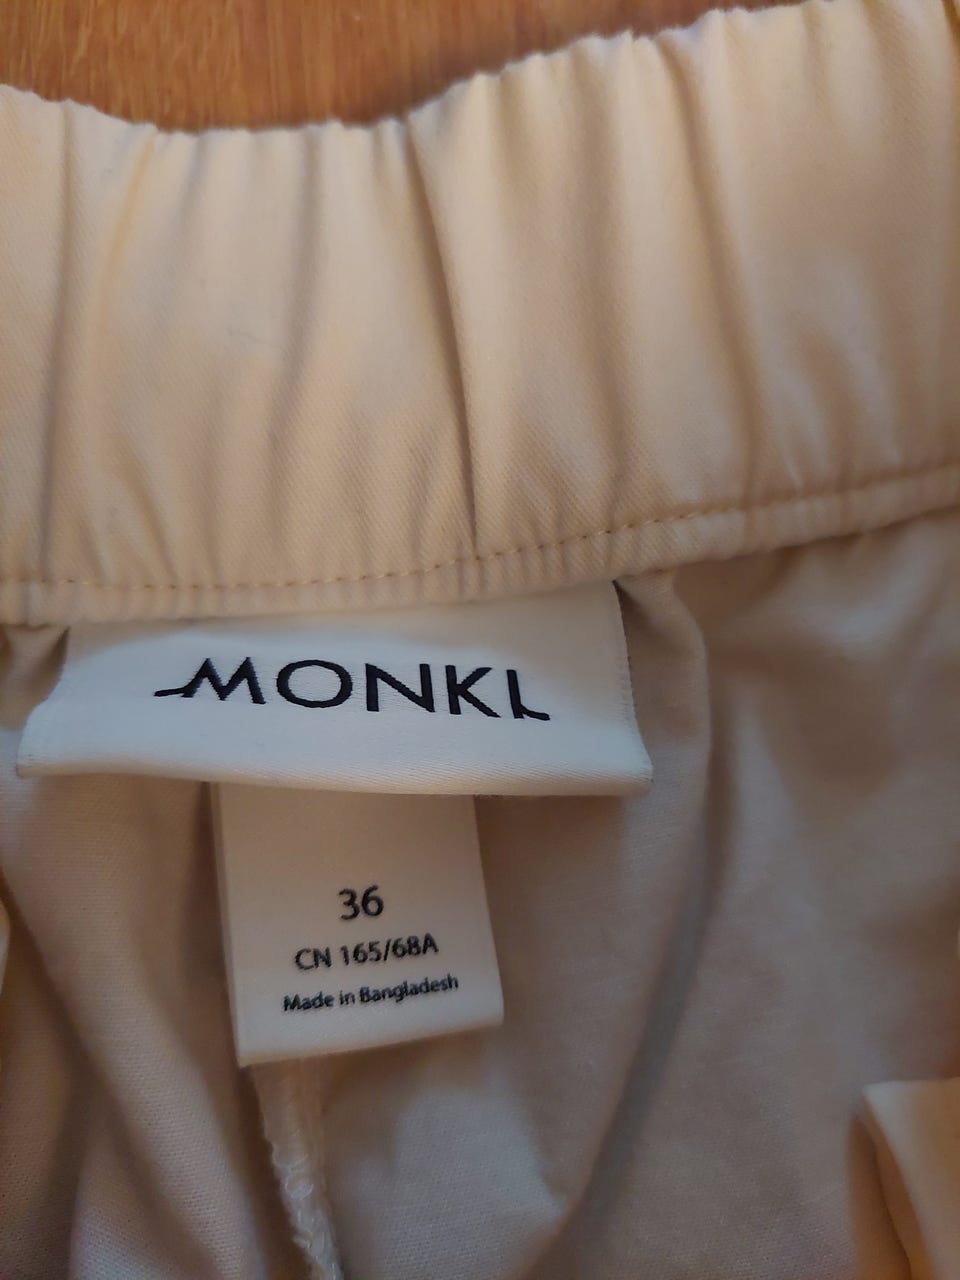 MONKI
36
CN 165/68A
Made in Bangladesh